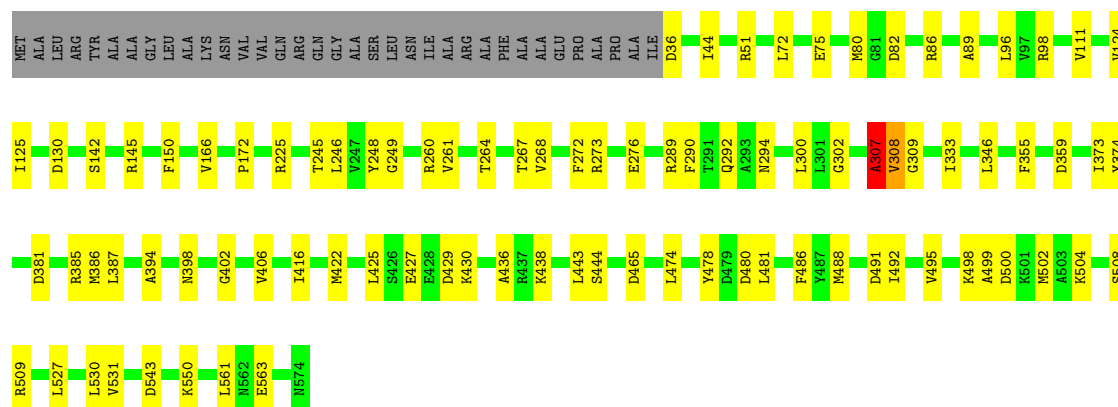 MET ALA LEU ARG TYR ALA ALA GLY LEU ALA LYS ASN VAL VAL GLN ARG GLN GLY ALA SER LEU ASN ILE ALA ARG ALA PHE ALA ALA GLU PRO ALA PRO ALA ILE D36 I44 R51 L72 E75 M80 G81 D82 R86 A89 L96 V97 R98 V111 V124
I125 D130 S142 R145 F150 V166 P172 R225 T245 L246 V247 Y248 G249 R260 V261 T264 T267 V268 F272 R273 E276 R289 F290 T291 Q292 A293 N294 L300 L301 G302 A307 V308 G309 I333 L346 F355 D359 I373 Y374
D381 R385 M386 L387 A394 N398 G402 V406 I416 M422 L425 S426 E427 E428 D429 K430 A436 R437 K438 L443 S444 D465 L474 Y478 D479 D480 L481 F486 Y487 M488 D491 I492 V495 K498 A499 D500 K501 M502 A503 K504 S508
R509 L527 L530 V531 D543 K550 L561 N562 E563 N574